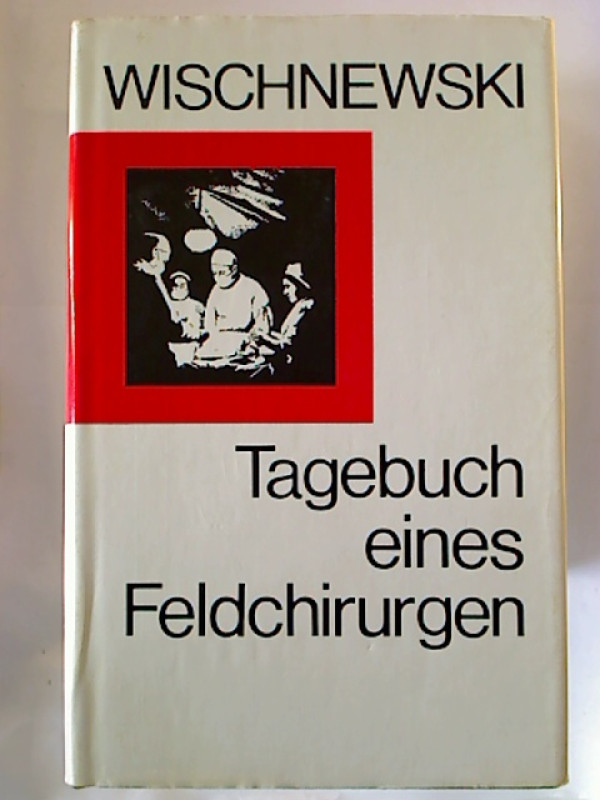 WISCHNEWSKI
Tagebuch
eines
Feldchirurgen